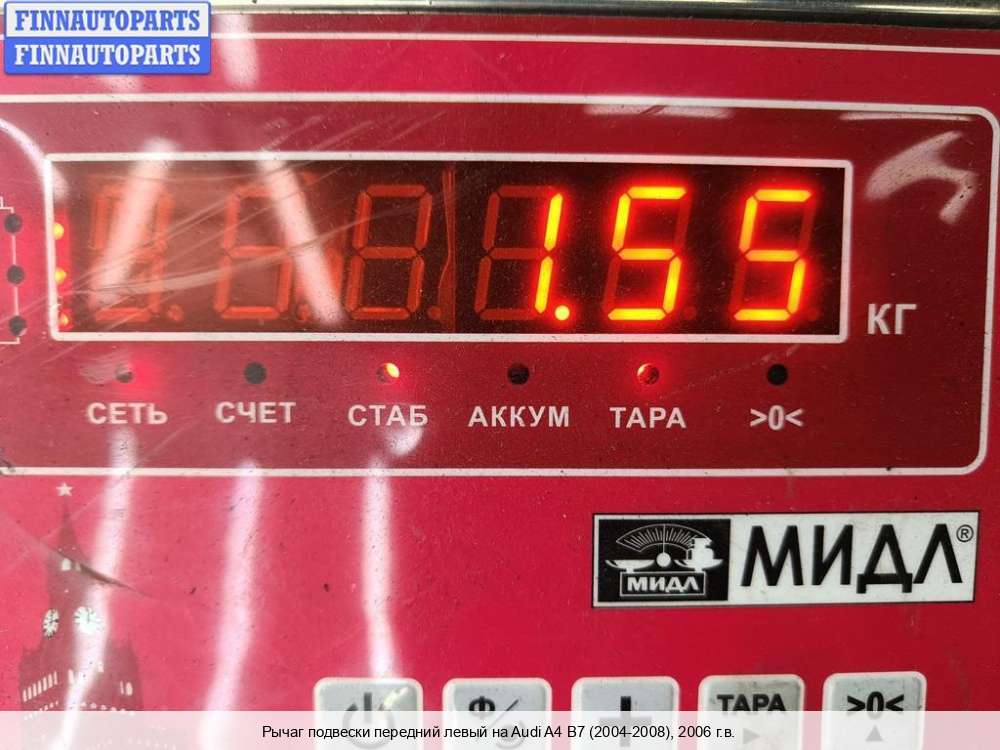 FINNAUTOPARTS
FINNAUTOPARTS
1.55
КГ
СЕТЬ СЧЕТ СТАБ АККУМ ТАРА >0<
МИДЛ МИДЛ®
Ф/9 + ТАРА >0<
Рычаг подвески передний левый на Audi A4 B7 (2004-2008), 2006 г.в.